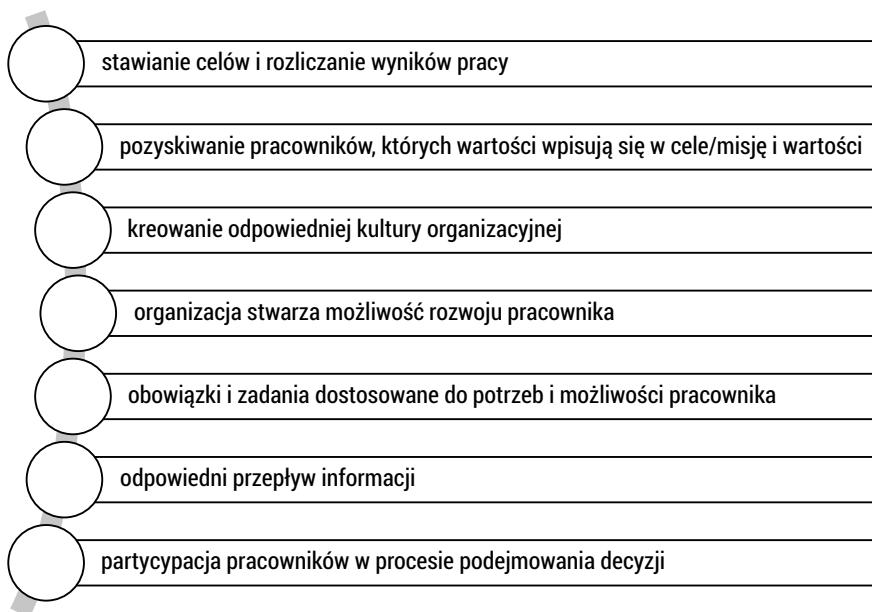 stawianie celów i rozliczanie wyników pracy
pozyskiwanie pracowników, których wartości wpisują się w cele/misję i wartości
kreowanie odpowiedniej kultury organizacyjnej
organizacja stwarza możliwość rozwoju pracownika
obowiązki i zadania dostosowane do potrzeb i możliwości pracownika
odpowiedni przepływ informacji
partycypacja pracowników w procesie podejmowania decyzji